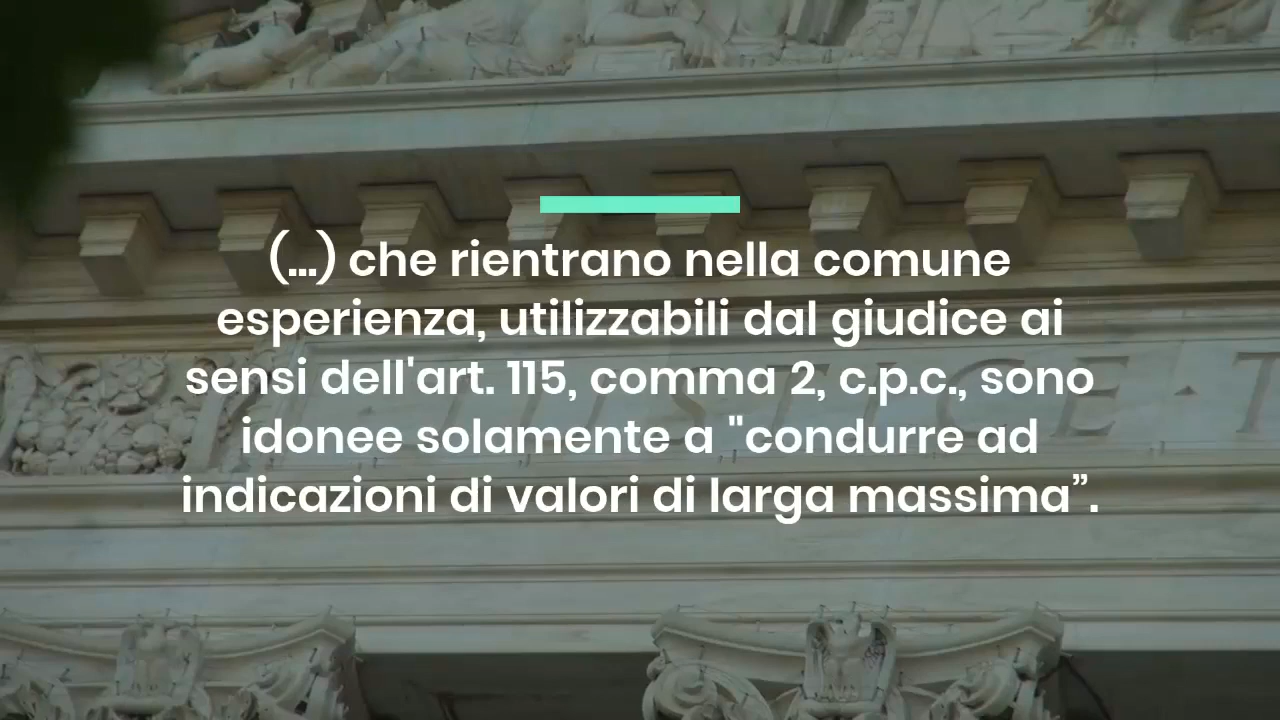 (...) che rientrano nella comune
esperienza, utilizzabili dal giudice ai
sensi dell'art. 115, comma 2, c.p.c., sono
idonee solamente a "condurre ad
indicazioni di valori di larga massima”.
JUSTICE